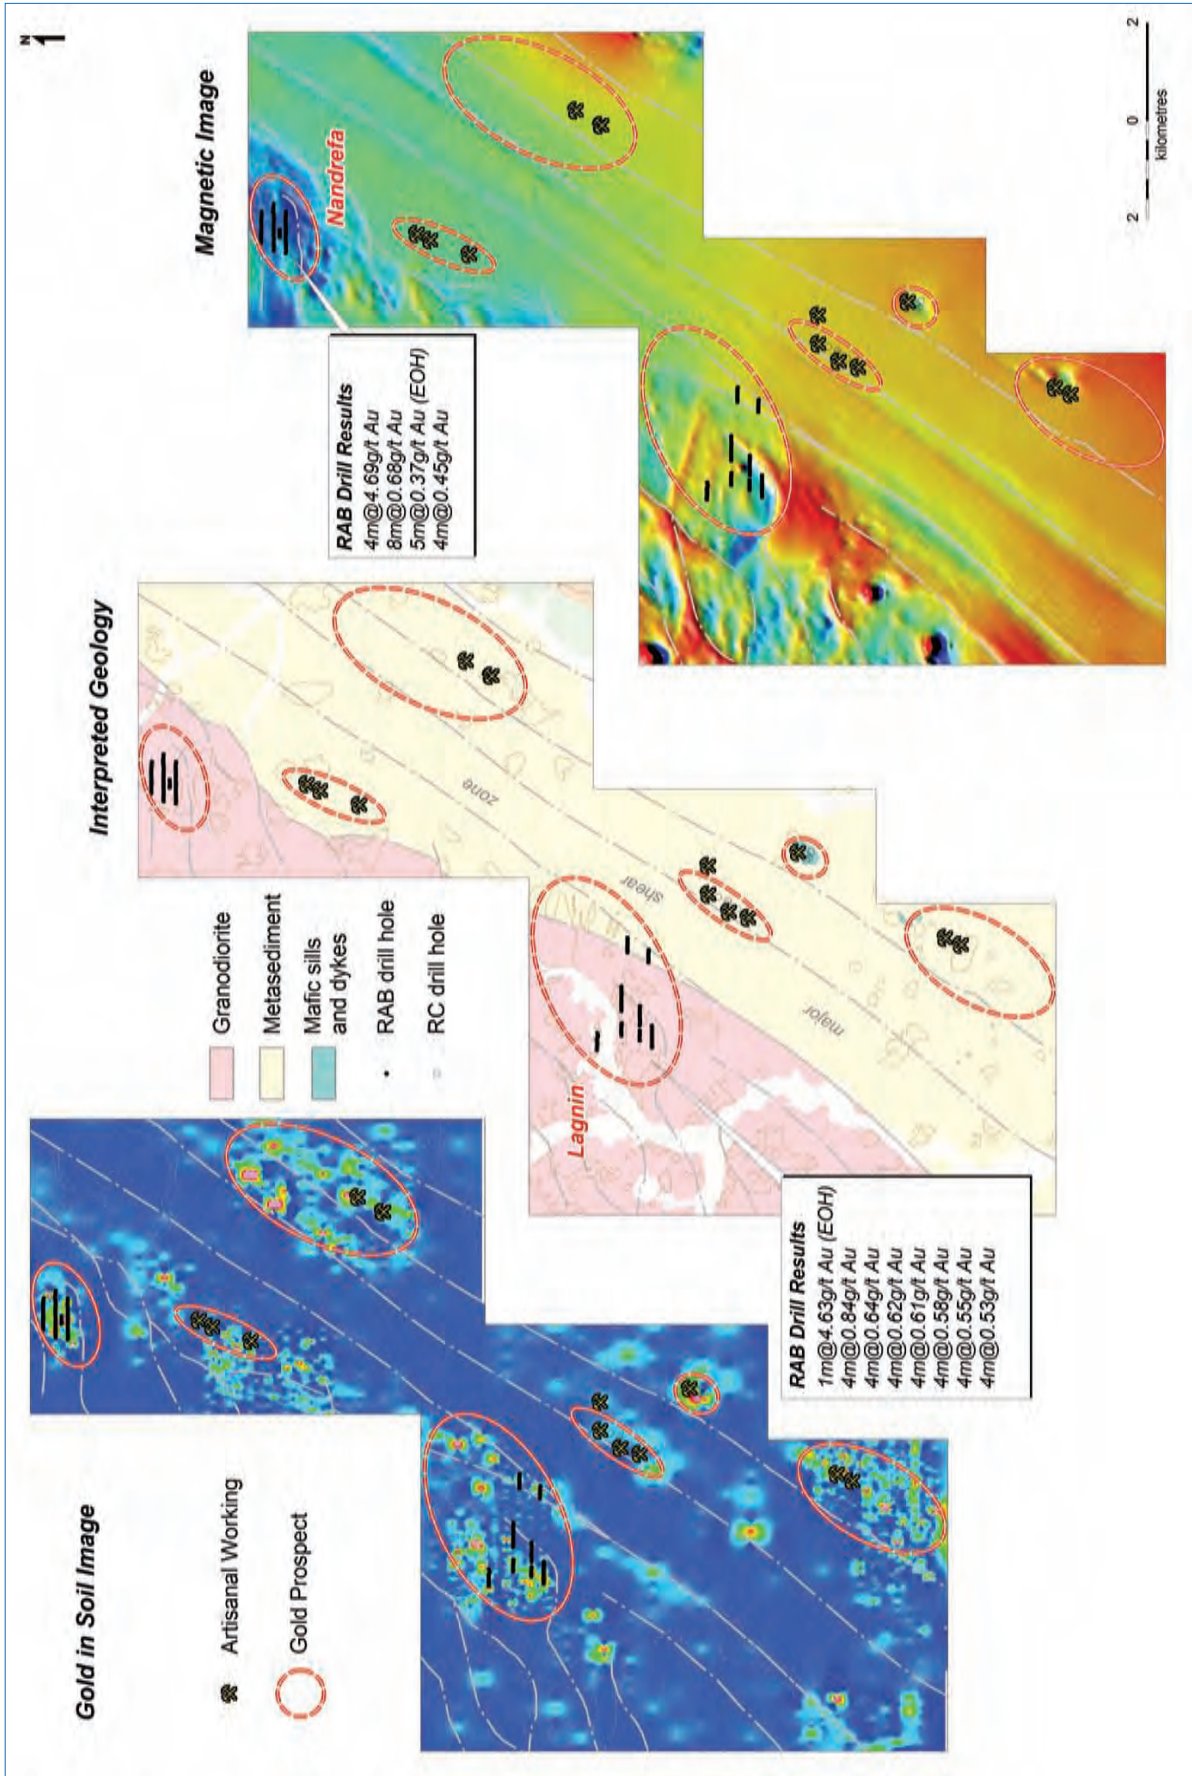 Gold in Soil Image
Artisanal Working
Gold Prospect
Interpreted Geology
Granodiorite
Metasediment
Mafic sills
and dykes
RAB drill hole
RC drill hole
Lagnin
major
shear
zone
RAB Drill Results
1m@4.63g/t Au (EOH)
4m@0.84g/t Au
4m@0.64g/t Au
4m@0.62g/t Au
4m@0.61g/t Au
4m@0.58g/t Au
4m@0.55g/t Au
4m@0.53g/t Au
Magnetic Image
Nandrefa
RAB Drill Results
4m@4.69g/t Au
8m@0.68g/t Au
5m@0.37g/t Au (EOH)
4m@0.45g/t Au
N
2 0 2
kilometres